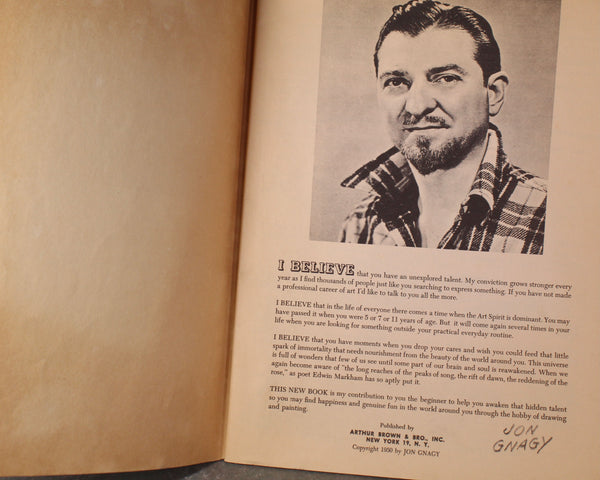 I BELIEVE that you have an unexplored talent. My conviction grows stronger every
year as I find thousands of people just like you searching to express something. If you have not made
a professional career of art I'd like to talk to you all the more.
I BELIEVE that in the life of everyone there comes a time when the Art Spirit is dominant. You may
have passed it when you were 5 or 7 or 11 years of age. But it will come again several times in your
life when you are looking for something outside your practical everyday routine.
I BELIEVE that you have moments when you drop your cares and wish you could feed that little
spark of immortality that needs nourishment from the beauty of the world around you. This universe
is full of wonders that few of us see until some part of our brain and soul is reawakened. When we
again become aware of "the long reaches of the peaks of song, the rift of dawn, the reddening of the
rose," as poet Edwin Markham has so aptly put it.
THIS NEW BOOK is my contribution to you the beginner to help you awaken that hidden talent
so you may find happiness and genuine fun in the world around you through the hobby of drawing
and painting.
Published by
ARTHUR BROWN & BRO., INC.
NEW YORK 19, N. Y.
Copyright 1950 by JON GNAGY
JON
GNAGY